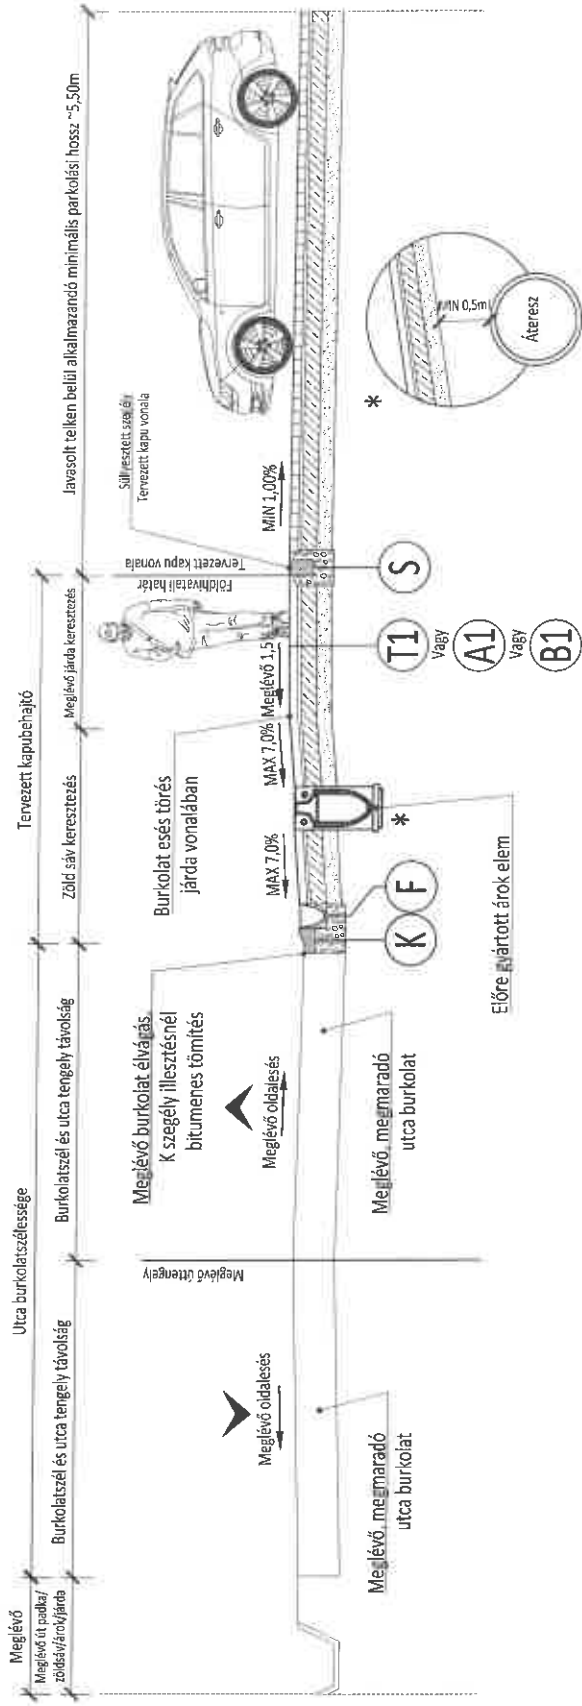 Meglévő
Meglévő út padka/
zöldsáv/árok/járda
Utca burkolatszélessége
Burkolatszél és utca tengely távolság
Burkolatszél és utca tengely távolság
Tervezett kapubehajtó
Zöld sáv keresztezés
Meglévő járda keresztezés
Javasolt telken belül alkalmazandó minimális parkolási hossz ~5,50m
Meglévő oldalesés
Meglévő úttengely
Meglévő oldalesés
Meglévő burkolat élvágás,
K szegély illesztésnél
bitumenes tömítés
Burkolat esés törés
járda vonalában
MAX 7,0%
MAX 7,0%
Meglévő 1,5
Földhivatali határ
Tervezett kapu vonala
Süllyesztett szegély
Tervezett kapu vonala
MIN 1,00%
Meglévő, megmaradó
utca burkolat
Meglévő, megmaradó
utca burkolat
K
F
*
Előre gyártott árok elem
T1
Vagy
A1
Vagy
B1
S
*
MIN 0,5m
Áteresz